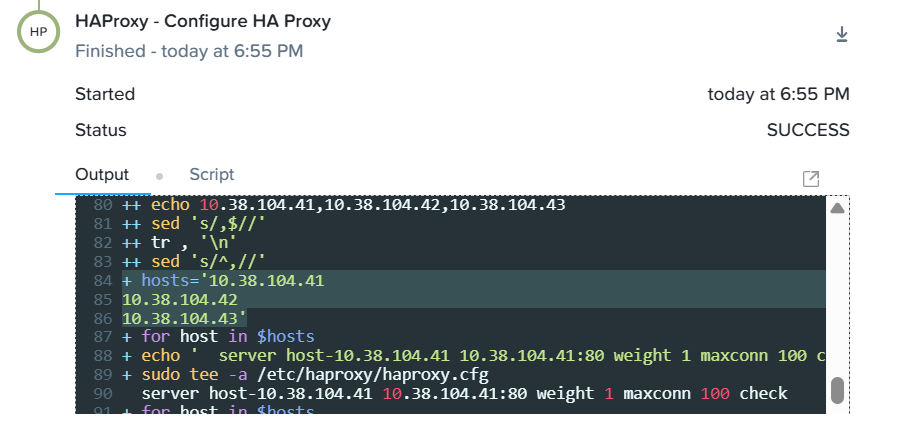 HP
HAProxy - Configure HA Proxy
Finished - today at 6:55 PM
Started today at 6:55 PM
Status SUCCESS
Output Script
80 ++ echo 10.38.104.41,10.38.104.42,10.38.104.43
81 ++ sed 's/,$//'
82 ++ tr , '\n'
83 ++ sed 's/^,//'
84 + hosts='10.38.104.41
85 10.38.104.42
86 10.38.104.43'
87 + for host in $hosts
88 + echo '  server host-10.38.104.41 10.38.104.41:80 weight 1 maxconn 100 c
89 + sudo tee -a /etc/haproxy/haproxy.cfg
90   server host-10.38.104.41 10.38.104.41:80 weight 1 maxconn 100 check
91 + for host in $hosts